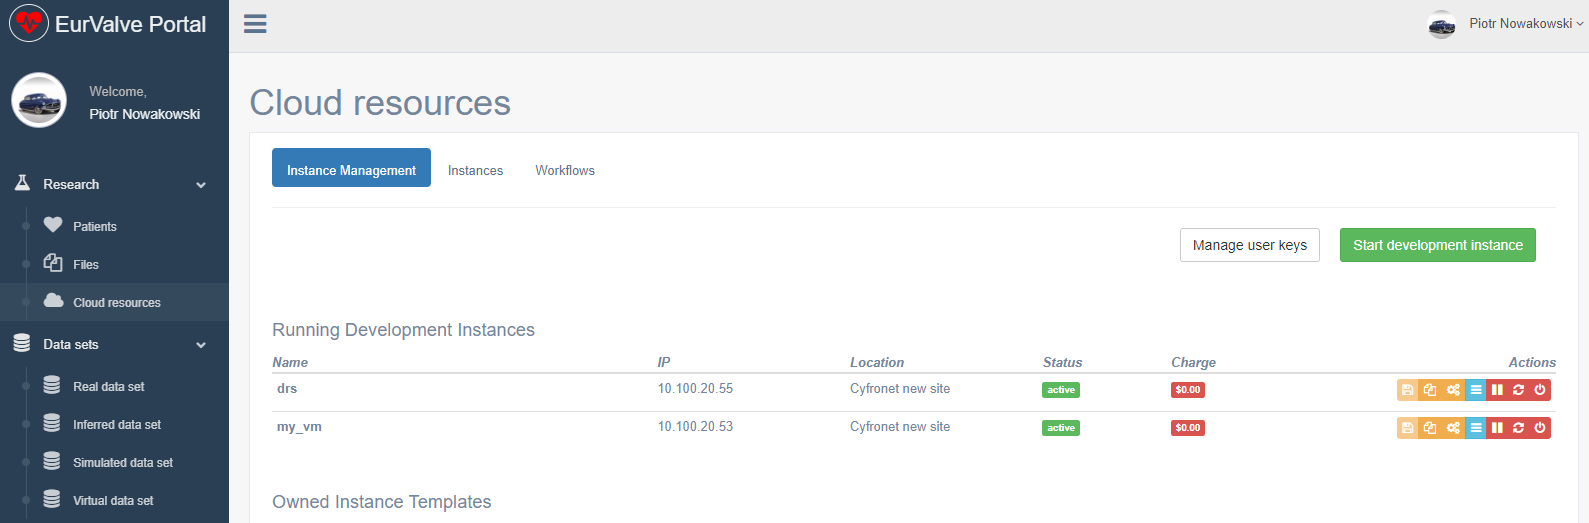 EurValve Portal
Piotr Nowakowski
Welcome,
Piotr Nowakowski
Research
Patients
Files
Cloud resources
Data sets
Real data set
Inferred data set
Simulated data set
Virtual data set
Cloud resources
Instance Management Instances Workflows
Manage user keys Start development instance
Running Development Instances
Name IP Location Status Charge Actions
drs 10.100.20.55 Cyfronet new site active $0.00
my_vm 10.100.20.53 Cyfronet new site active $0.00
Owned Instance Templates